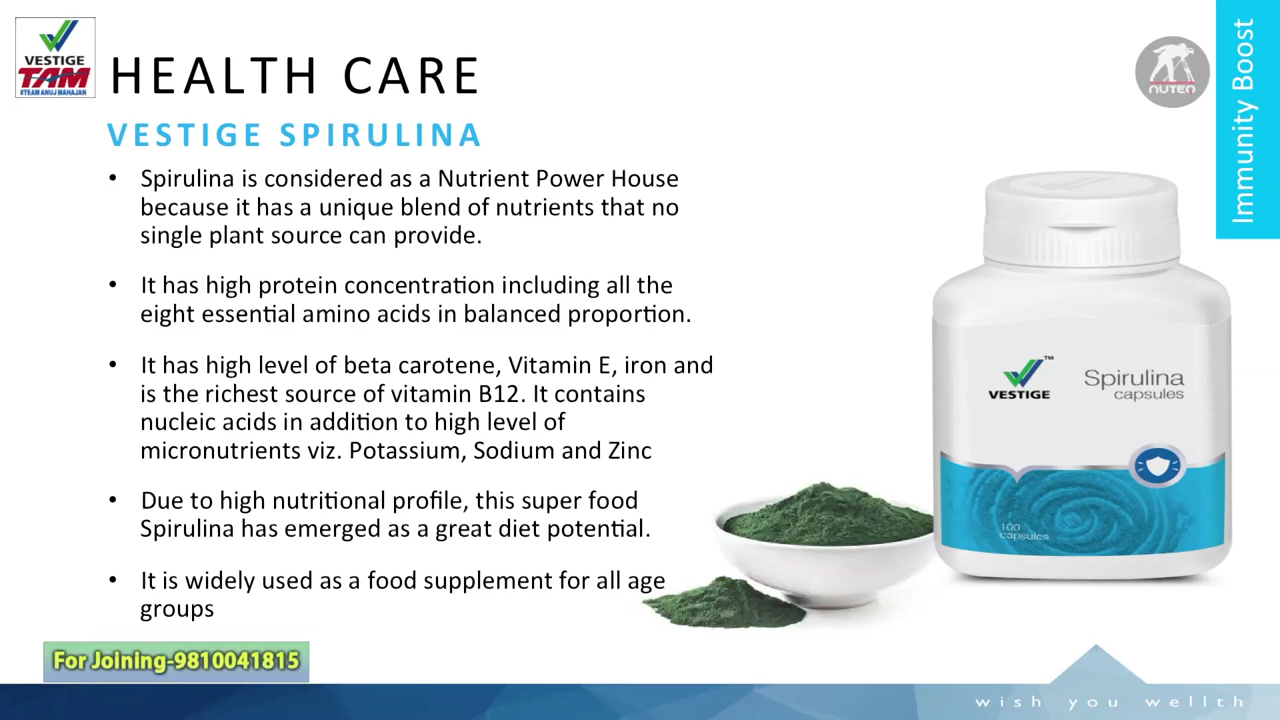 VESTIGE
TAM
STEAM ANUJ MAHAJAN
HEALTH CARE
VESTIGE SPIRULINA
NUTEQ
Immunity Boost
• Spirulina is considered as a Nutrient Power House
because it has a unique blend of nutrients that no
single plant source can provide.
• It has high protein concentration including all the
eight essential amino acids in balanced proportion.
• It has high level of beta carotene, Vitamin E, iron and
is the richest source of vitamin B12. It contains
nucleic acids in addition to high level of
micronutrients viz. Potassium, Sodium and Zinc
• Due to high nutritional profile, this super food
Spirulina has emerged as a great diet potential.
• It is widely used as a food supplement for all age
groups
VESTIGE™
Spirulina
capsules
100
capsules
For Joining-9810041815
wish you wellth